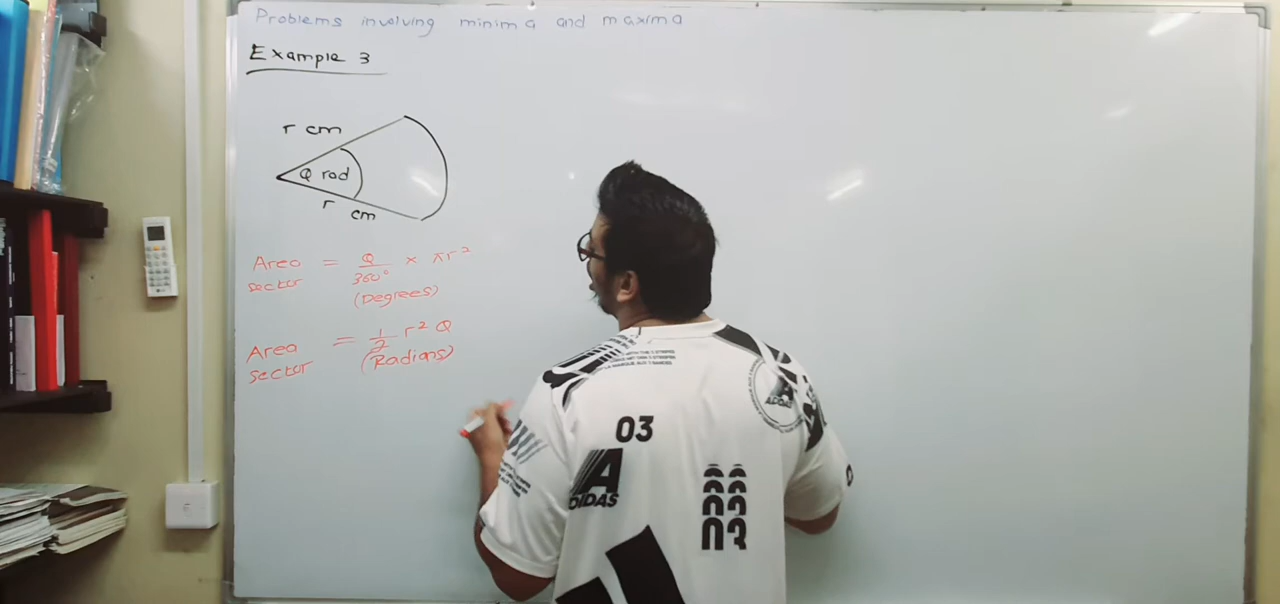 Problems involving minima and maxima
Example 3
r cm
Q rad
r cm
Area sector = Q/360° × πr²
(Degrees)
Area sector = 1/2 r² Q
(Radians)
03
ADIDAS
ADIDAS